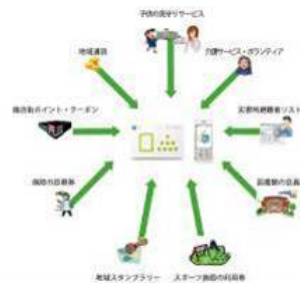 子供の見守りサービス
地域通貨
介護サービス・ボランティア
商店街ポイント・クーポン
災害時避難者リスト
病院の診察券
図書館の会員
地域スタンプラリー
スポーツ施設の利用券